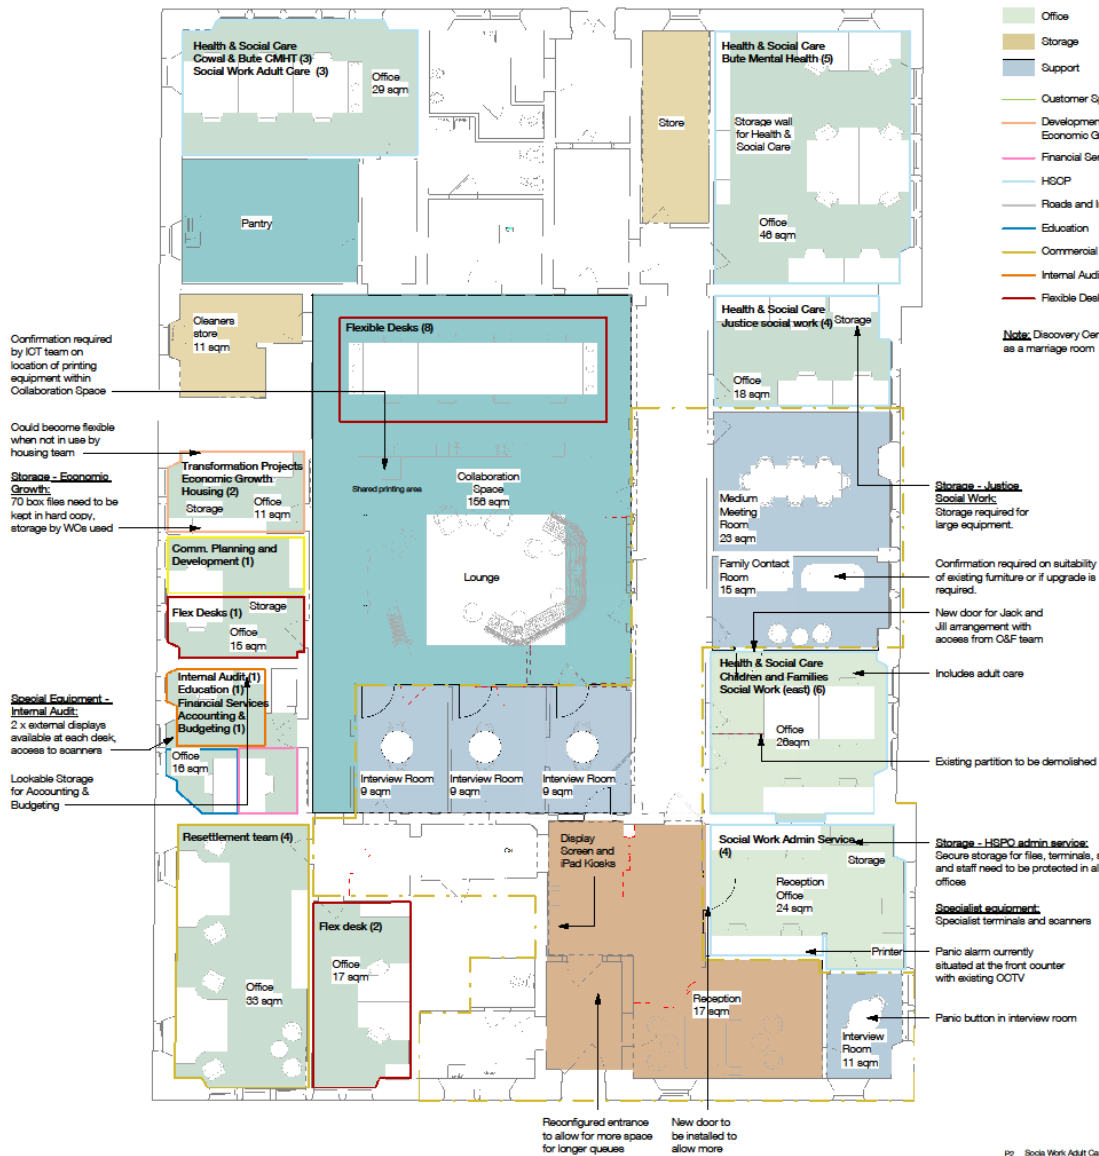 Health & Social Care
Cowal & Bute CMHT (3)
Social Work Adult Care (3)
Office
29 sqm
Pantry
Store
Health & Social Care
Bute Mental Health (5)
Storage wall
for Health &
Social Care
Office
46 sqm
Office
Storage
Support
Customer
Financial
HSCP
Roads and
Education
Commercial
Internal
Flexible
Note: Discovery
as a marriage room
Cleaners
store
11 sqm
Flexible Desks (8)
Health & Social Care
Justice social work (4)
Storage
Office
18 sqm
Confirmation required
by ICT team on
location of printing
equipment within
Collaboration Space
Could become flexible
when not in use by
housing team
Storage - Economic
Growth:
70 box files need to be
kept in hard copy,
storage by WCs used
Transformation Projects
Economic Growth
Housing (2)
Office
Storage
11 sqm
Shared printing area
Collaboration
Space
156 sqm
Lounge
Medium
Meeting
Room
23 sqm
Storage - Justice
Social Work:
Storage required for
large equipment.
Comm. Planning and
Development (1)
Storage
Flex Desks (1)
Office
15 sqm
Family Contact
Room
15 sqm
Confirmation required on suitability
of existing furniture or if upgrade is
required.
New door for Jack and
Jill arrangement with
access from C&F team
Health & Social Care
Children and Families
Social Work (east) (6)
Includes adult care
Office
26sqm
Existing partition to be demolished
Special Equipment -
Internal Audit:
2 x external displays
available at each desk,
access to scanners
Lookable Storage
for Accounting &
Budgeting
Internal Audit (1)
Education (1)
Financial Services
Accounting &
Budgeting (1)
Office
16 sqm
Interview Room
9 sqm
Interview Room
9 sqm
Interview Room
9 sqm
Resettlement team (4)
Office
33 sqm
Flex desk (2)
Office
17 sqm
Display
Screen and
iPad Kiosks
Social Work Admin Service
(4)
Storage
Reception
Office
24 sqm
Printer
Storage - HSPO admin service:
Secure storage for files, terminals,
and staff need to be protected in
offices
Specialist equipment:
Specialist terminals and scanners
Panic alarm currently
situated at the front counter
with existing CCTV
Reception
17 sqm
Interview
Room
11 sqm
Panic button in interview room
Reconfigured entrance
to allow for more space
for longer queues
New door to
be installed to
allow more
P2 Socia Work Adult